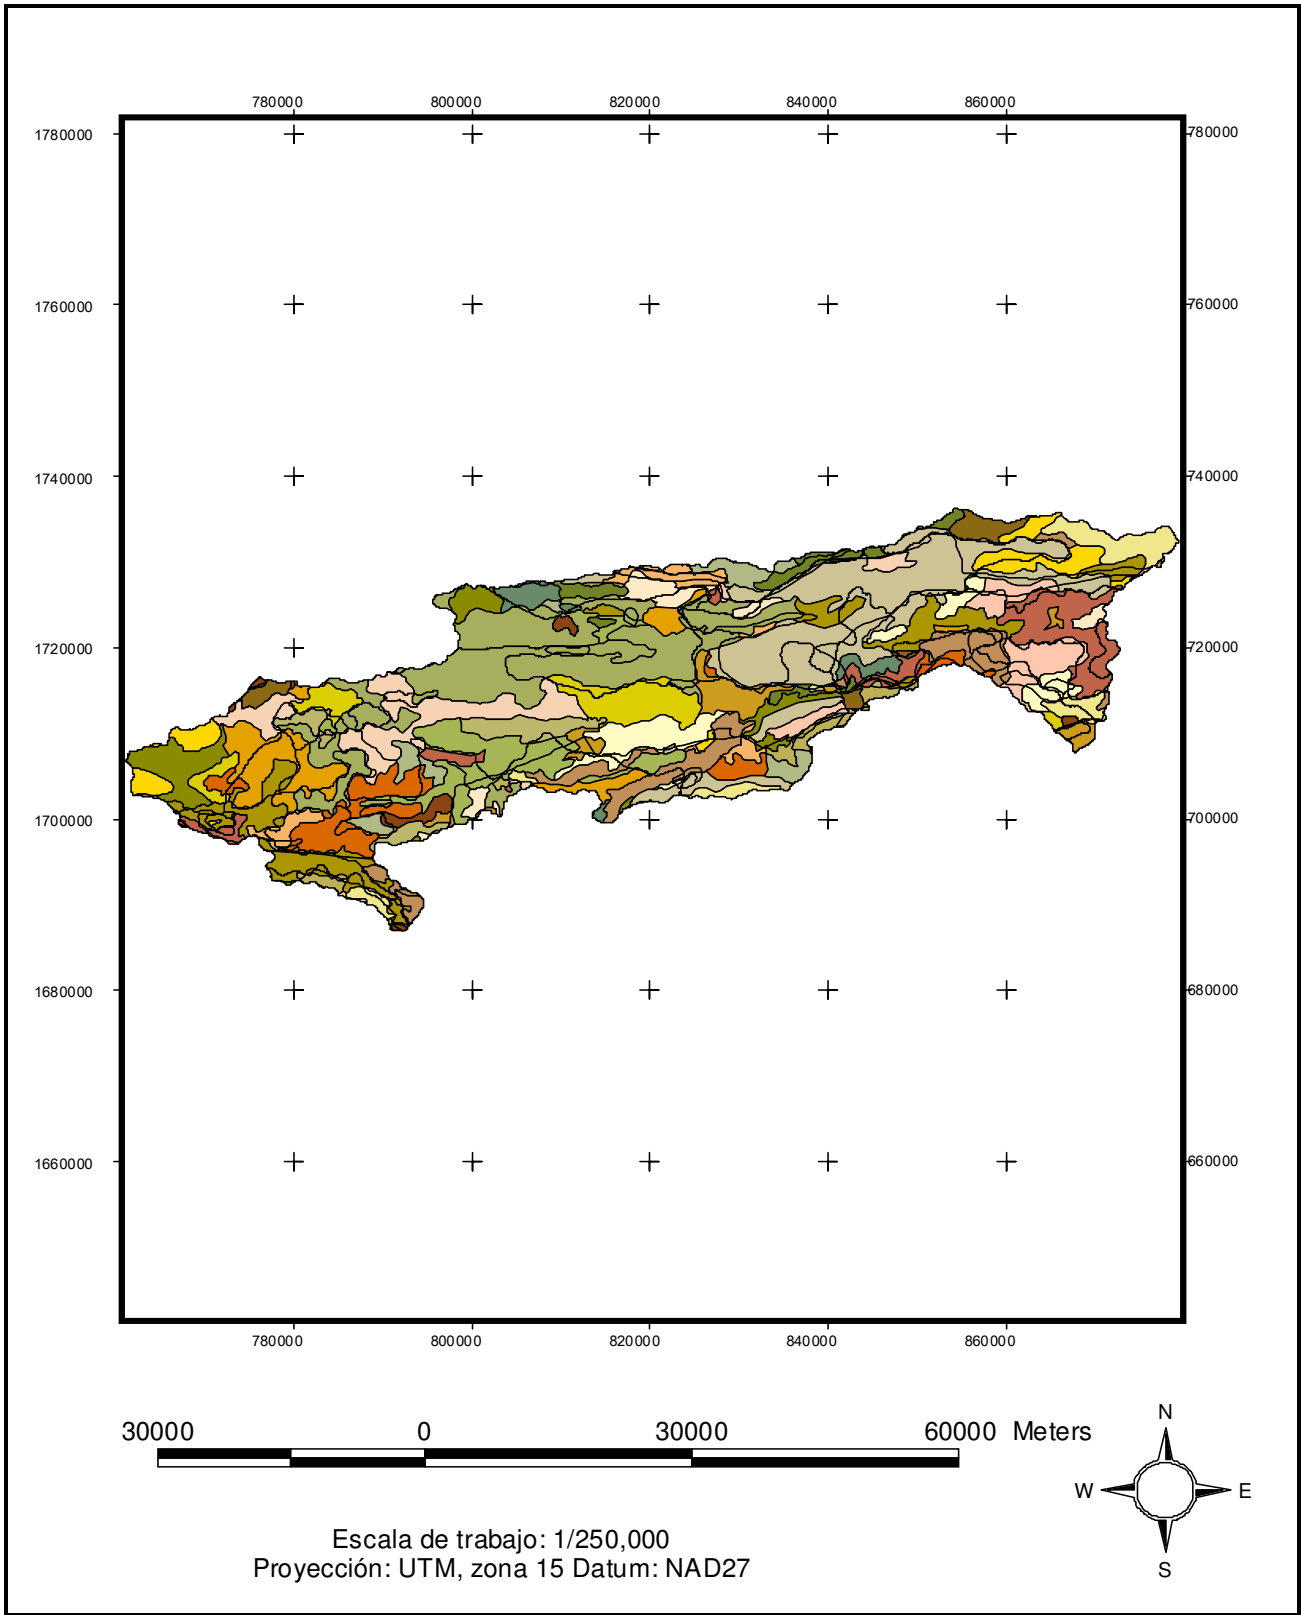 780000 800000 820000 840000 860000
1780000 780000
1760000 760000
1740000 740000
1720000 720000
1700000 700000
1680000 680000
1660000 660000
780000 800000 820000 840000 860000
30000 0 30000 60000 Meters
N
W E
S
Escala de trabajo: 1/250,000
Proyección: UTM, zona 15 Datum: NAD27